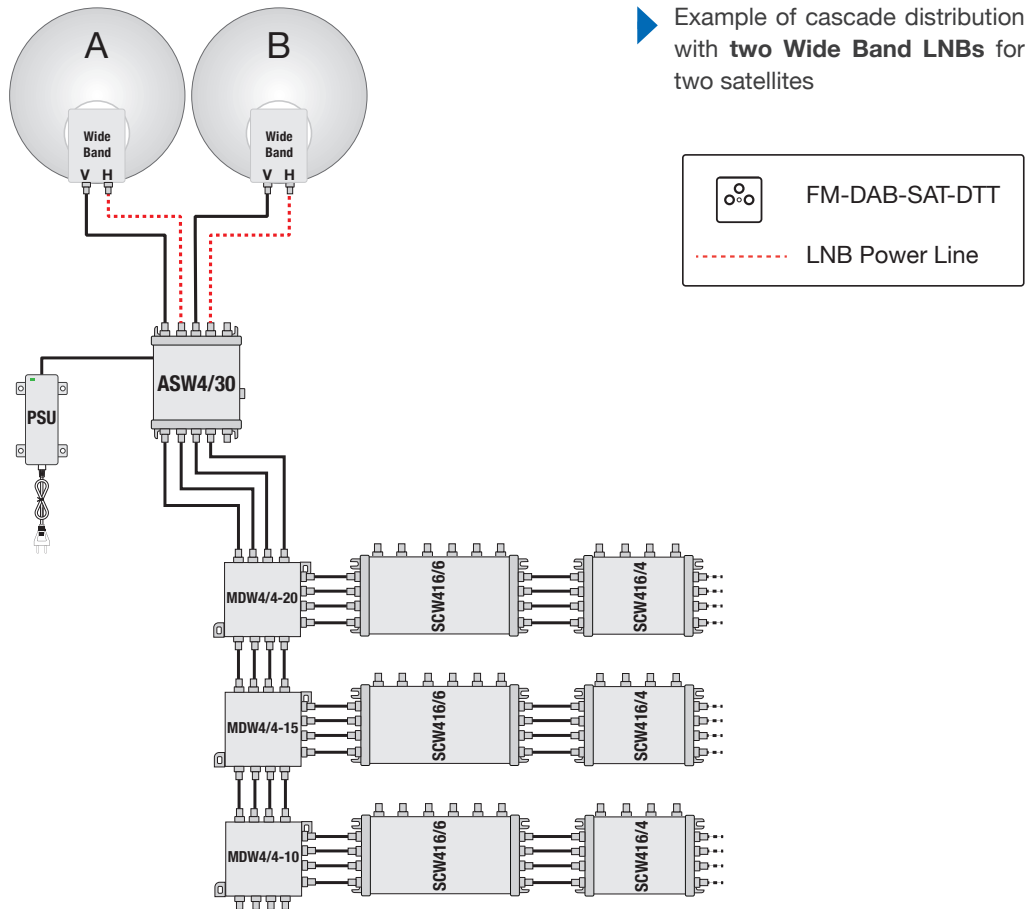 A
B
Wide
Band
V H
Wide
Band
V H
Example of cascade distribution
with two Wide Band LNBs for
two satellites
FM-DAB-SAT-DTT
LNB Power Line
ASW4/30
PSU
MDW4/4-20
SCW416/6
SCW416/4
MDW4/4-15
SCW416/6
SCW416/4
MDW4/4-10
SCW416/6
SCW416/4